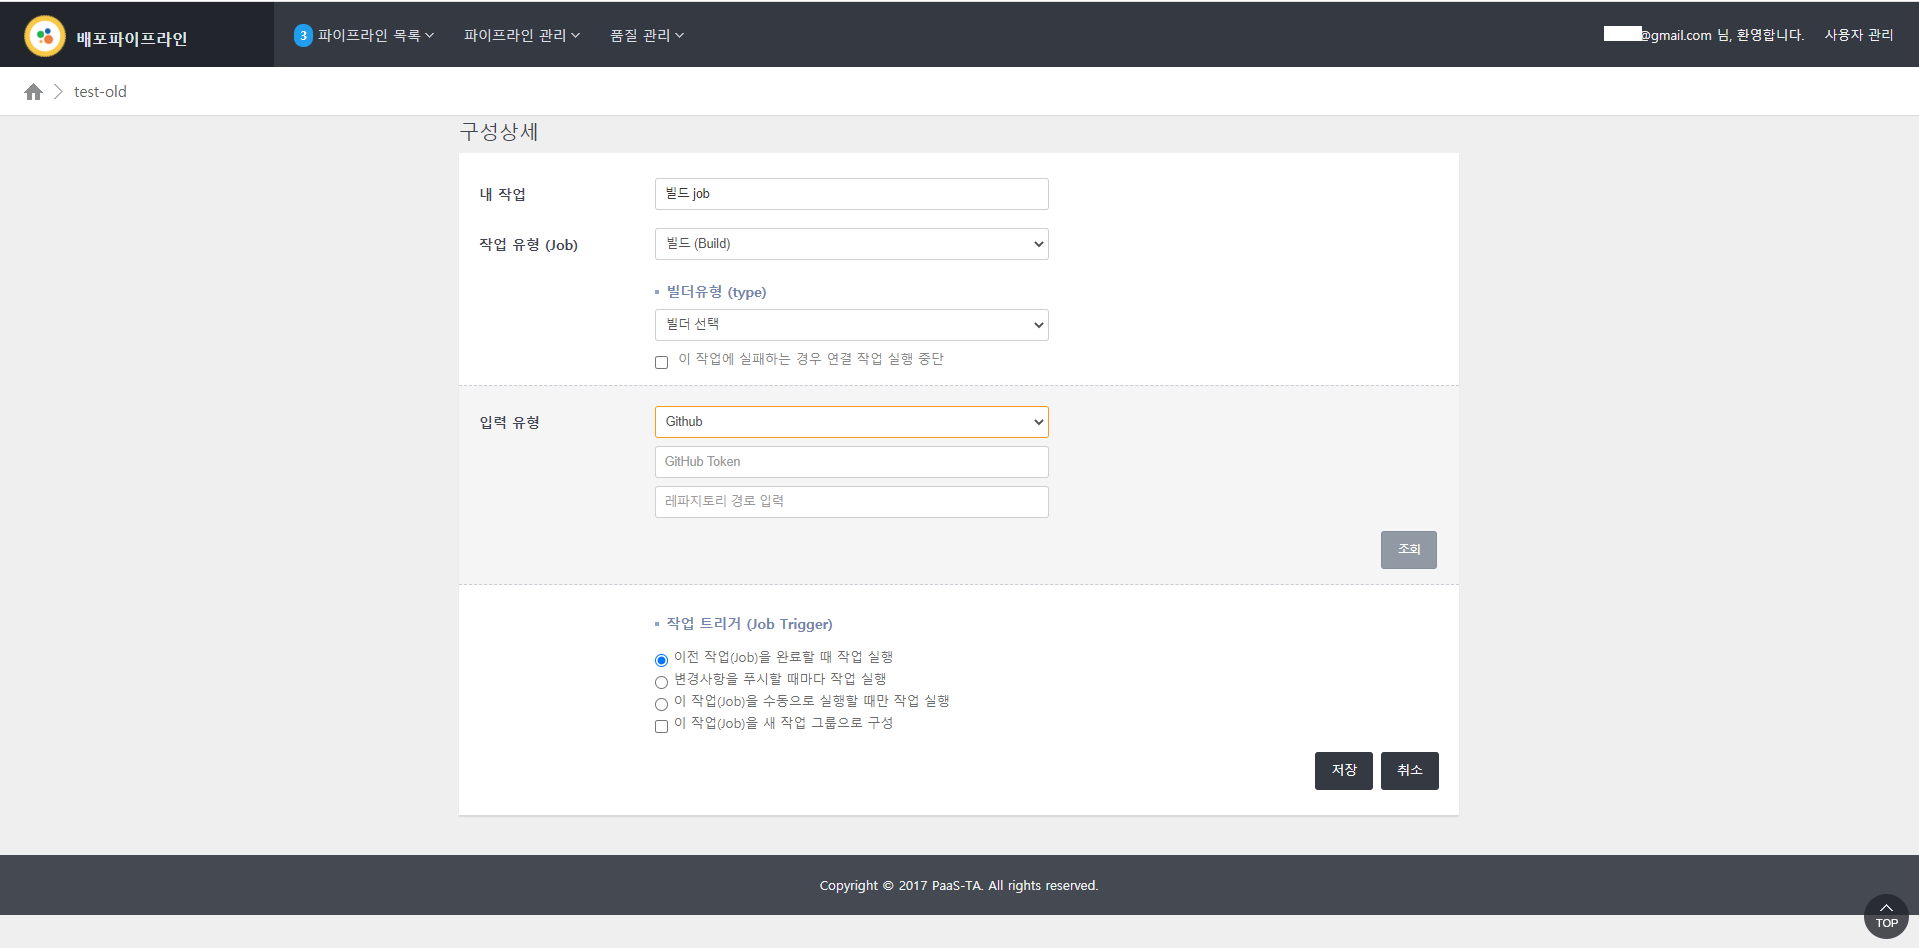 배포파이프라인
3 파이프라인 목록
파이프라인 관리
품질 관리
@gmail.com 님, 환영합니다.
사용자 관리
test-old
구성상세
내 작업
빌드 job
작업 유형 (Job)
빌드 (Build)
빌더유형 (type)
빌더 선택
이 작업에 실패하는 경우 연결 작업 실행 중단
입력 유형
Github
GitHub Token
레파지토리 경로 입력
조회
작업 트리거 (Job Trigger)
이전 작업(Job)을 완료할 때 작업 실행
변경사항을 푸시할 때마다 작업 실행
이 작업(Job)을 수동으로 실행할 때만 작업 실행
이 작업(Job)을 새 작업 그룹으로 구성
저장
취소
Copyright © 2017 PaaS-TA. All rights reserved.
TOP